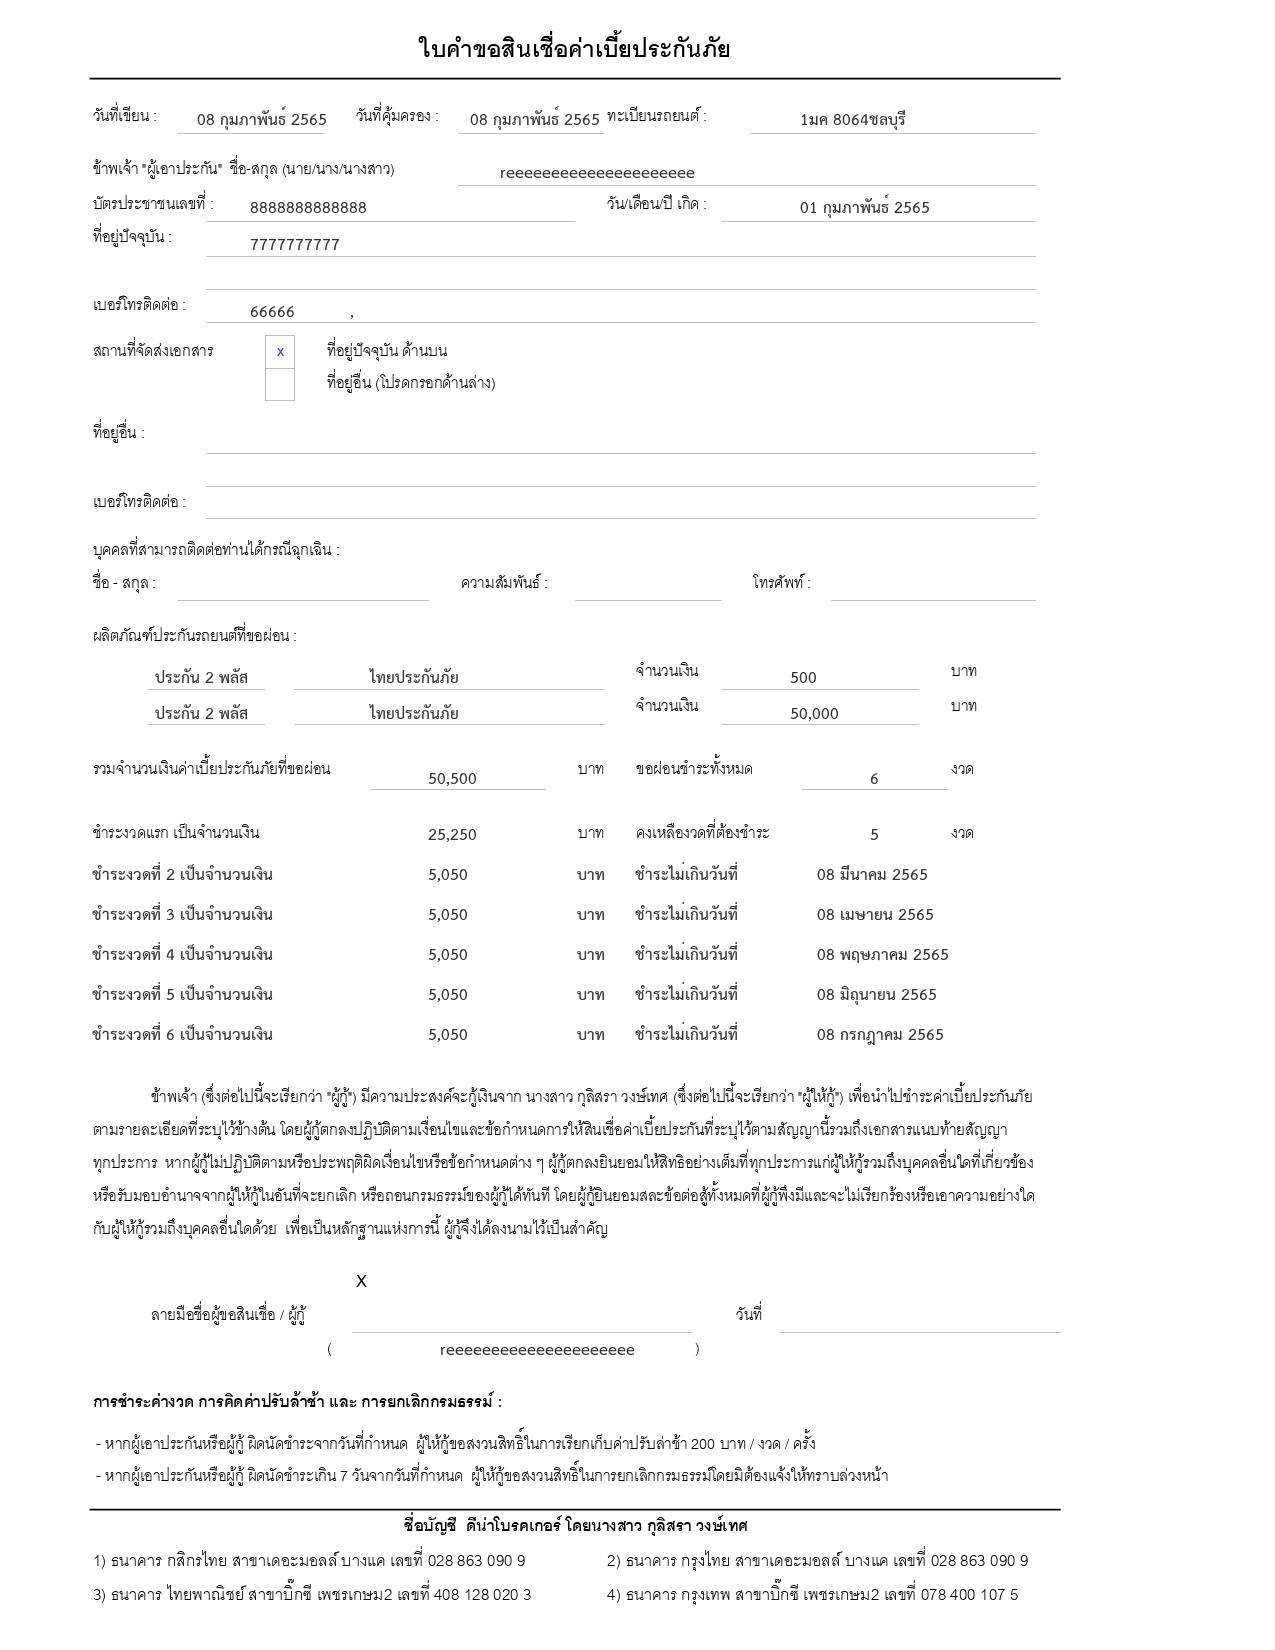 ใบคำขอสินเชื่อค่าเบี้ยประกันภัย
วันที่เขียน : 08 กุมภาพันธ์ 2565 วันที่คุ้มครอง : 08 กุมภาพันธ์ 2565 ทะเบียนรถยนต์ : 1มค 8064ชลบุรี
ข้าพเจ้า "ผู้เอาประกัน" ชื่อ-สกุล (นาย/นาง/นางสาว) reeeeeeeeeeeeeeeeeeeee
บัตรประชาชนเลขที่ : 8888888888888 วัน/เดือน/ปี เกิด : 01 กุมภาพันธ์ 2565
ที่อยู่ปัจจุบัน : 7777777777
เบอร์โทรติดต่อ : 66666 ,
สถานที่จัดส่งเอกสาร x ที่อยู่ปัจจุบัน ด้านบน
ที่อยู่อื่น (โปรดกรอกด้านล่าง)
ที่อยู่อื่น :
เบอร์โทรติดต่อ :
บุคคลที่สามารถติดต่อท่านได้กรณีฉุกเฉิน :
ชื่อ - สกุล : ความสัมพันธ์ : โทรศัพท์ :
ผลิตภัณฑ์ประกันรถยนต์ที่ขอผ่อน :
ประกัน 2 พลัส ไทยประกันภัย จำนวนเงิน 500 บาท
ประกัน 2 พลัส ไทยประกันภัย จำนวนเงิน 50,000 บาท
รวมจำนวนเงินค่าเบี้ยประกันภัยที่ขอผ่อน 50,500 บาท ขอผ่อนชำระทั้งหมด 6 งวด
ชำระงวดแรก เป็นจำนวนเงิน 25,250 บาท คงเหลืองวดที่ต้องชำระ 5 งวด
ชำระงวดที่ 2 เป็นจำนวนเงิน 5,050 บาท ชำระไม่เกินวันที่ 08 มีนาคม 2565
ชำระงวดที่ 3 เป็นจำนวนเงิน 5,050 บาท ชำระไม่เกินวันที่ 08 เมษายน 2565
ชำระงวดที่ 4 เป็นจำนวนเงิน 5,050 บาท ชำระไม่เกินวันที่ 08 พฤษภาคม 2565
ชำระงวดที่ 5 เป็นจำนวนเงิน 5,050 บาท ชำระไม่เกินวันที่ 08 มิถุนายน 2565
ชำระงวดที่ 6 เป็นจำนวนเงิน 5,050 บาท ชำระไม่เกินวันที่ 08 กรกฎาคม 2565
ข้าพเจ้า (ซึ่งต่อไปนี้จะเรียกว่า "ผู้กู้") มีความประสงค์จะกู้เงินจาก นางสาว กุลิสรา วงษ์เทศ (ซึ่งต่อไปนี้จะเรียกว่า "ผู้ให้กู้") เพื่อนำไปชำระค่าเบี้ยประกันภัย
ตามรายละเอียดที่ระบุไว้ข้างต้น โดยผู้กู้ตกลงปฏิบัติตามเงื่อนไขและข้อกำหนดการให้สินเชื่อค่าเบี้ยประกันที่ระบุไว้ตามสัญญานี้รวมถึงเอกสารแนบท้ายสัญญา
ทุกประการ หากผู้กู้ไม่ปฏิบัติตามหรือประพฤติผิดเงื่อนไขหรือข้อกำหนดต่าง ๆ ผู้กู้ตกลงยินยอมให้สิทธิอย่างเต็มที่ทุกประการแก่ผู้ให้กู้รวมถึงบุคคลอื่นใดที่เกี่ยวข้อง
หรือรับมอบอำนาจจากผู้ให้กู้ในอันที่จะยกเลิก หรือถอนกรมธรรม์ของผู้กู้ได้ทันที โดยผู้กู้ยินยอมสละข้อต่อสู้ทั้งหมดที่ผู้กู้พึงมีและจะไม่เรียกร้องหรือเอาความอย่างใด
กับผู้ให้กู้รวมถึงบุคคลอื่นใดด้วย เพื่อเป็นหลักฐานแห่งการนี้ ผู้กู้จึงได้ลงนามไว้เป็นสำคัญ
X
ลายมือชื่อผู้ขอสินเชื่อ / ผู้กู้ วันที่
( reeeeeeeeeeeeeeeeeeeee )
การชำระค่างวด การคิดค่าปรับล้าช้า และ การยกเลิกกรมธรรม์ :
- หากผู้เอาประกันหรือผู้กู้ ผิดนัดชำระจากวันที่กำหนด ผู้ให้กู้ขอสงวนสิทธิ์ในการเรียกเก็บค่าปรับล่าช้า 200 บาท / งวด / ครั้ง
- หากผู้เอาประกันหรือผู้กู้ ผิดนัดชำระเกิน 7 วันจากวันที่กำหนด ผู้ให้กู้ขอสงวนสิทธิ์ในการยกเลิกกรมธรรม์โดยมิต้องแจ้งให้ทราบล่วงหน้า
ชื่อบัญชี ดีน่าโบรคเกอร์ โดยนางสาว กุลิสรา วงษ์เทศ
1) ธนาคาร กสิกรไทย สาขาเดอะมอลล์ บางแค เลขที่ 028 863 090 9 2) ธนาคาร กรุงไทย สาขาเดอะมอลล์ บางแค เลขที่ 028 863 090 9
3) ธนาคาร ไทยพาณิชย์ สาขาบิ๊กซี เพชรเกษม2 เลขที่ 408 128 020 3 4) ธนาคาร กรุงเทพ สาขาบิ๊กซี เพชรเกษม2 เลขที่ 078 400 107 5